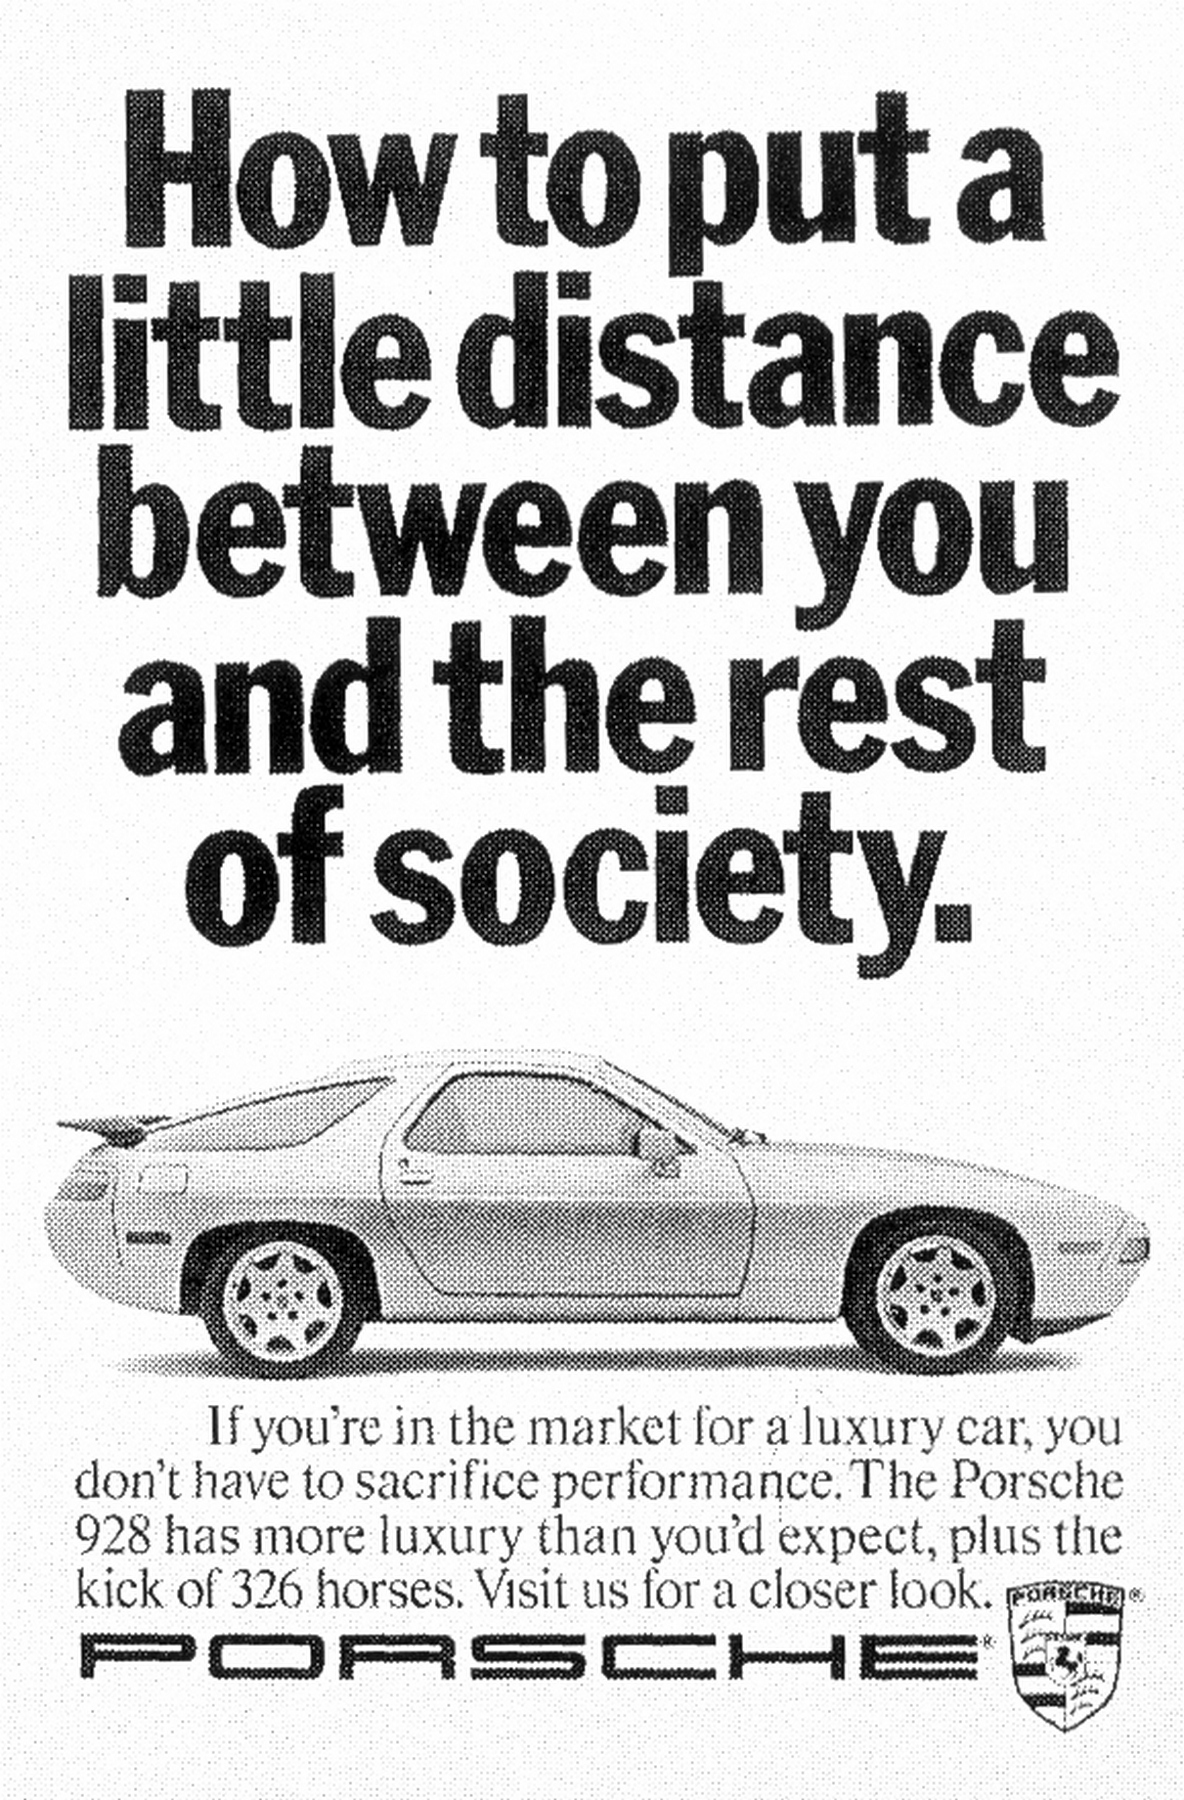 How to put a
little distance
between you
and the rest
of society.
If you're in the market for a luxury car, you
don't have to sacrifice performance. The Porsche
928 has more luxury than you'd expect, plus the
kick of 326 horses. Visit us for a closer look.
PORSCHE®
PORSCHE®